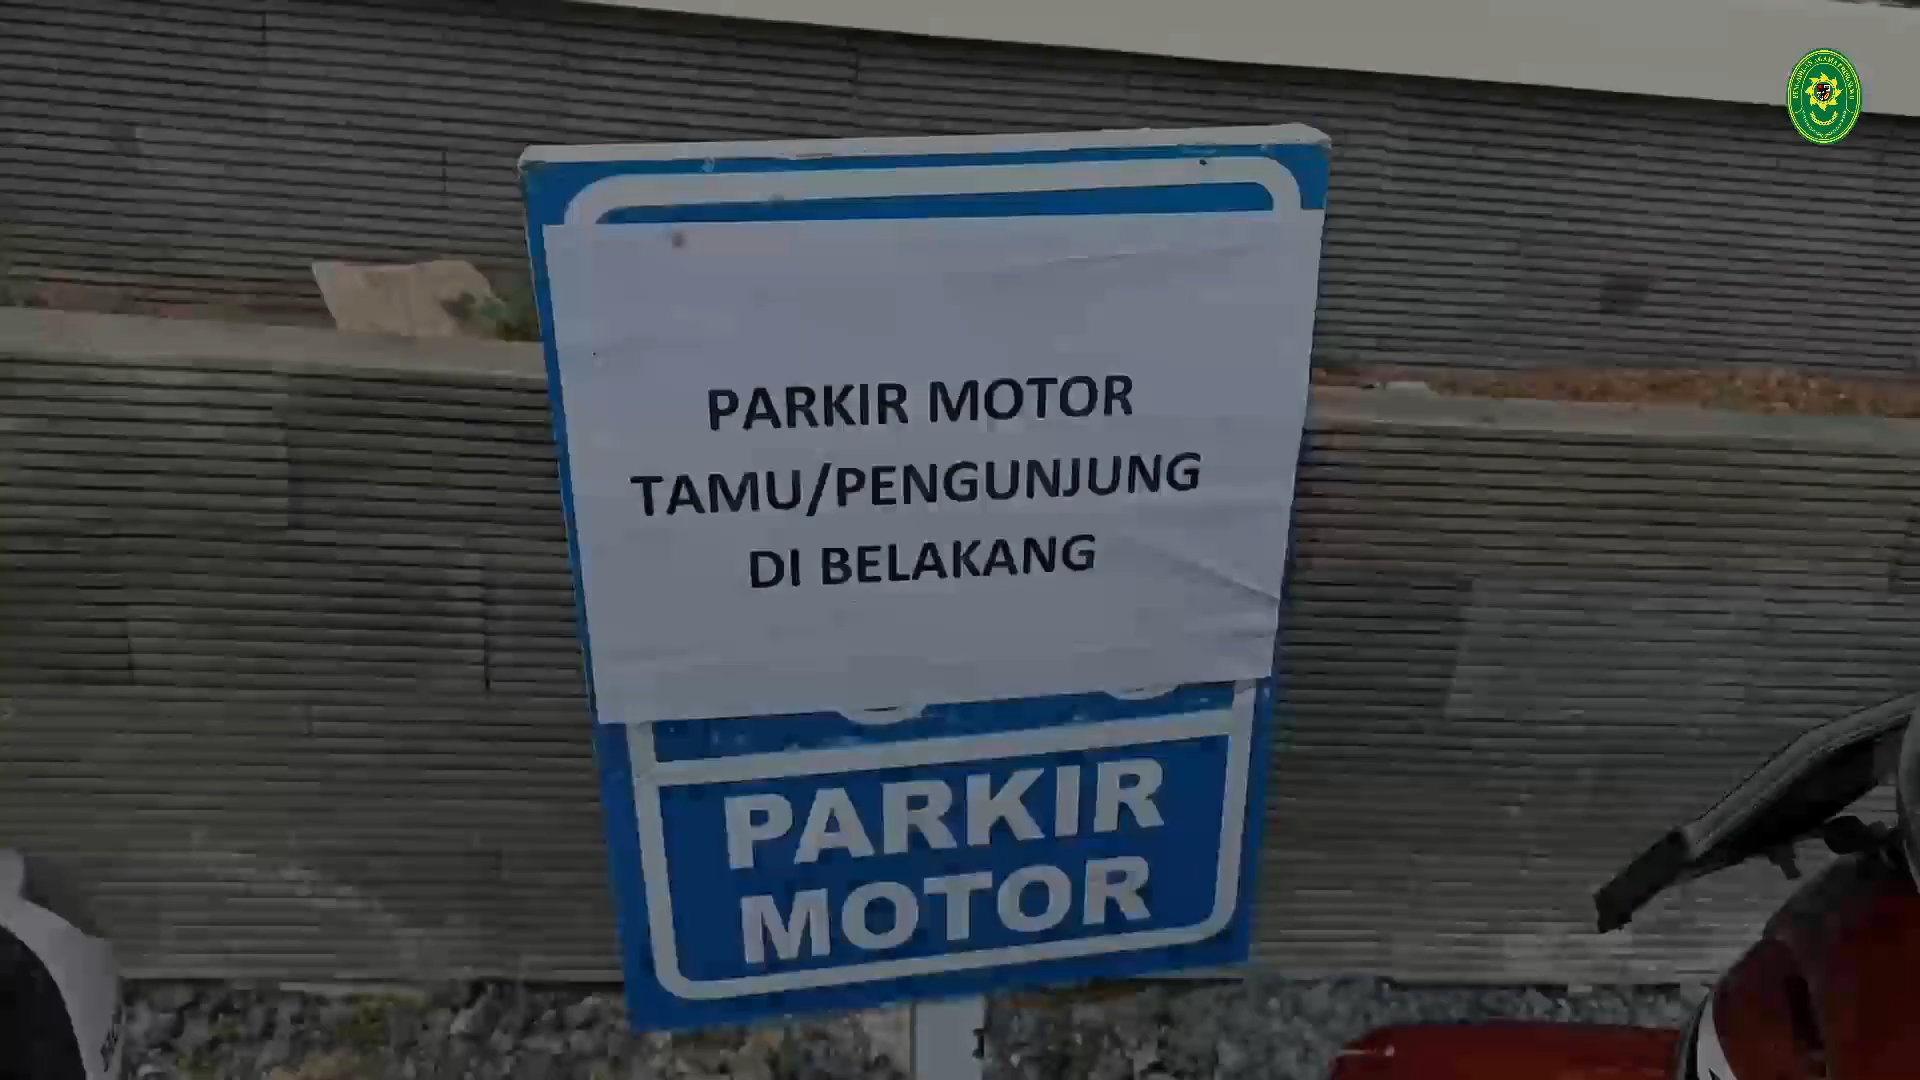 PARKIR MOTOR
TAMU/PENGUNJUNG
DI BELAKANG
PARKIR
MOTOR